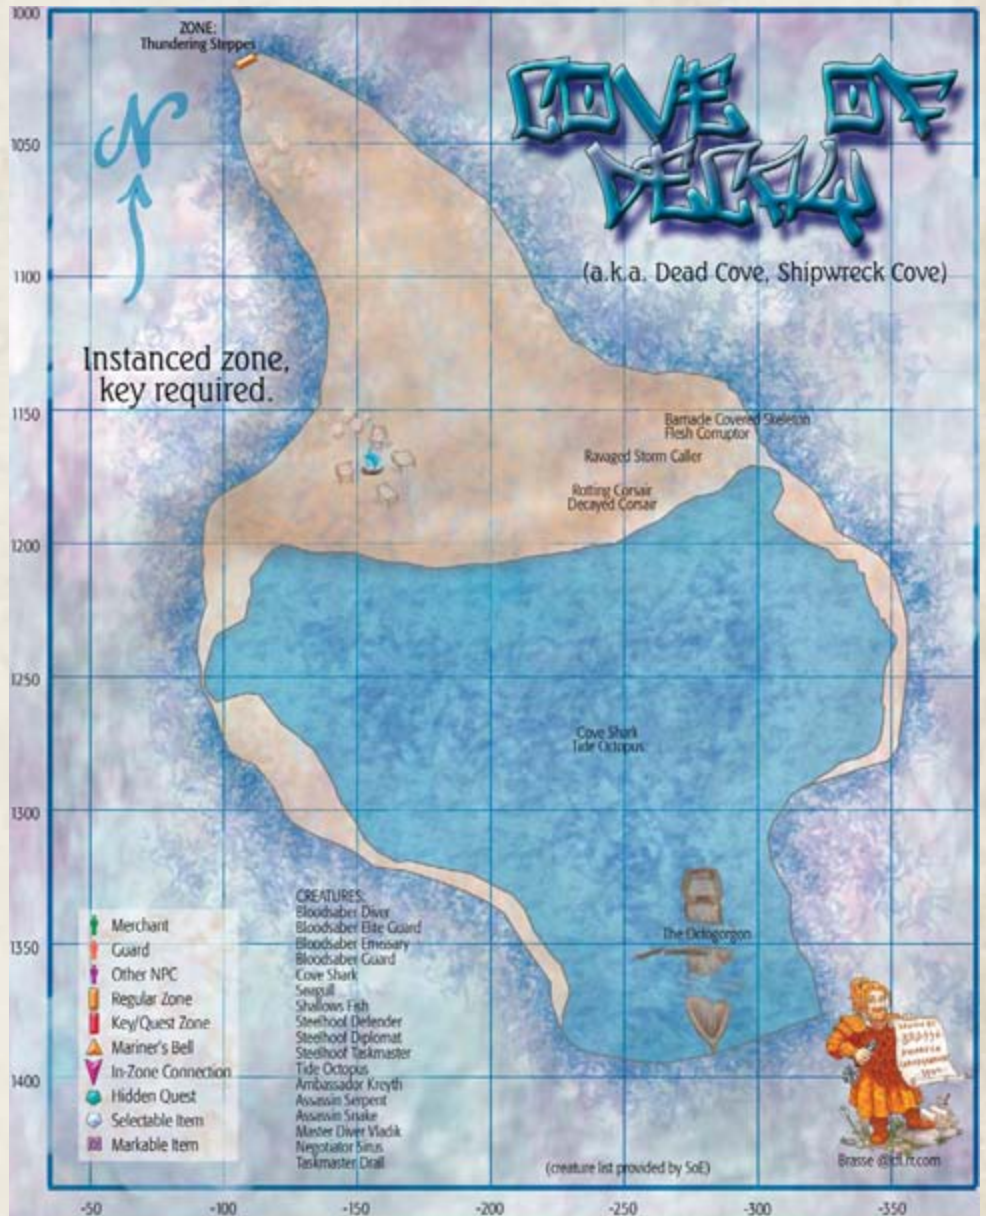 1000
ZONE:
Thundering Steppes
COVE OF
DECAY
N
1050
1100
(a.k.a. Dead Cove, Shipwreck Cove)
Instanced zone,
key required.
1150
Barnacle Covered Skeleton
Flesh Corruptor
Ravaged Storm Caller
Rotting Corsair
Decayed Corsair
1200
1250
Cove Shark
Tide Octopus
1300
The Octogorgon
1350
1400
Merchant
Guard
Other NPC
Regular Zone
Key/Quest Zone
Mariner's Bell
In-Zone Connection
Hidden Quest
Selectable Item
Markable Item
CREATURES:
Bloodsaber Diver
Bloodsaber Elite Guard
Bloodsaber Emissary
Bloodsaber Guard
Cove Shark
Seagull
Shallows Fish
Steelhoof Defender
Steelhoof Diplomat
Steelhoof Taskmaster
Tide Octopus
Ambassador Kreyth
Assassin Serpent
Assassin Snake
Master Diver Vladik
Negotiator Sirus
Taskmaster Drall
(creature list provided by SoE)
-50
-100
-150
-200
-250
-300
-350